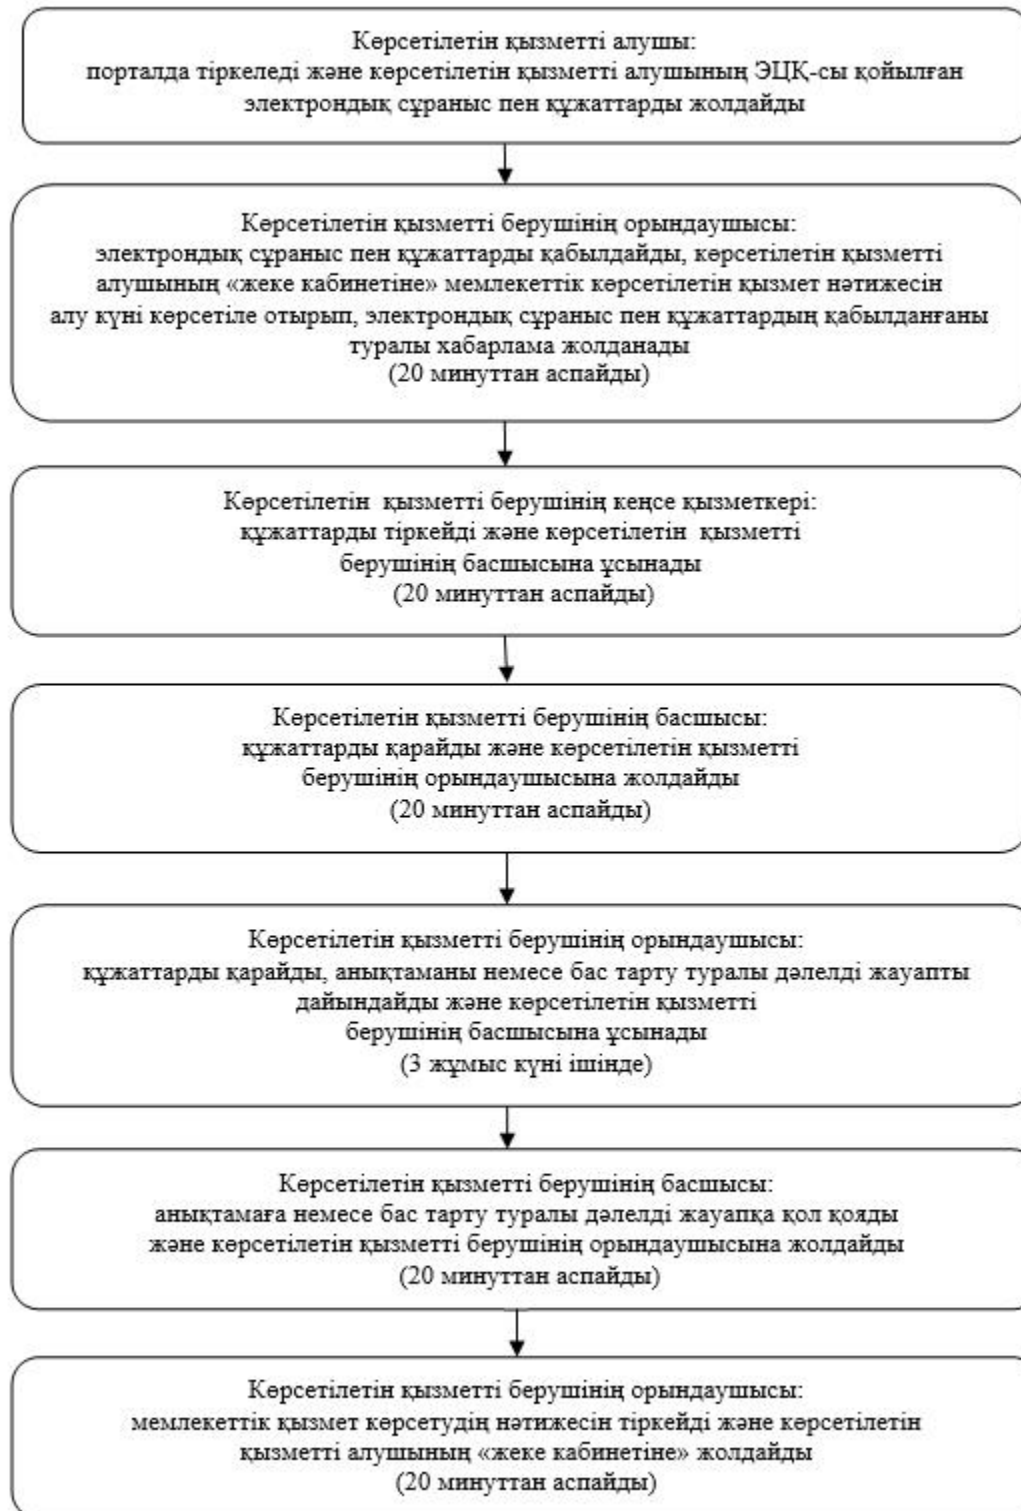 Көрсетілетін қызметті алушы:
порталда тіркеледі және көрсетілетін қызметті алушының ЭЦҚ-сы қойылған
электрондық сұраныс пен құжаттарды жолдайды
Көрсетілетін қызметті берушінің орындаушысы:
электрондық сұраныс пен құжаттарды қабылдайды, көрсетілетін қызметті
алушының «жеке кабинетіне» мемлекеттік көрсетілетін қызмет нәтижесін
алу күні көрсетіле отырып, электрондық сұраныс пен құжаттардың қабылданғаны
туралы хабарлама жолданады
(20 минуттан аспайды)
Көрсетілетін қызметті берушінің кеңсе қызметкері:
құжаттарды тіркейді және көрсетілетін қызметті
берушінің басшысына ұсынады
(20 минуттан аспайды)
Көрсетілетін қызметті берушінің басшысы:
құжаттарды қарайды және көрсетілетін қызметті
берушінің орындаушысына жолдайды
(20 минуттан аспайды)
Көрсетілетін қызметті берушінің орындаушысы:
құжаттарды қарайды, анықтаманы немесе бас тарту туралы дәлелді жауапты
дайындайды және көрсетілетін қызметті
берушінің басшысына ұсынады
(3 жұмыс күні ішінде)
Көрсетілетін қызметті берушінің басшысы:
анықтамаға немесе бас тарту туралы дәлелді жауапқа қол қояды
және көрсетілетін қызметті берушінің орындаушысына жолдайды
(20 минуттан аспайды)
Көрсетілетін қызметті берушінің орындаушысы:
мемлекеттік қызмет көрсетудің нәтижесін тіркейді және көрсетілетін
қызметті алушының «жеке кабинетіне» жолдайды
(20 минуттан аспайды)